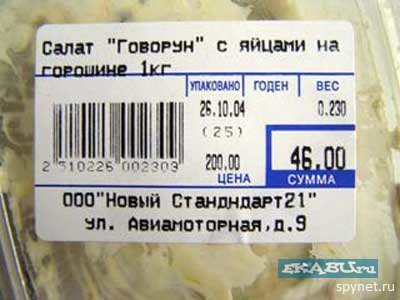 Салат "Говорун" с яйцами на
горошине 1кг
УПАКОВАНО ГОДЕН ВЕС
26.10.04 0.230
(25)
200,00 46.00
ЦЕНА СУММА
2 510226 002303
ООО"Новый Стандндарт21"
ул. Авиамоторная,д.9
EKABU.ru
spynet.ru